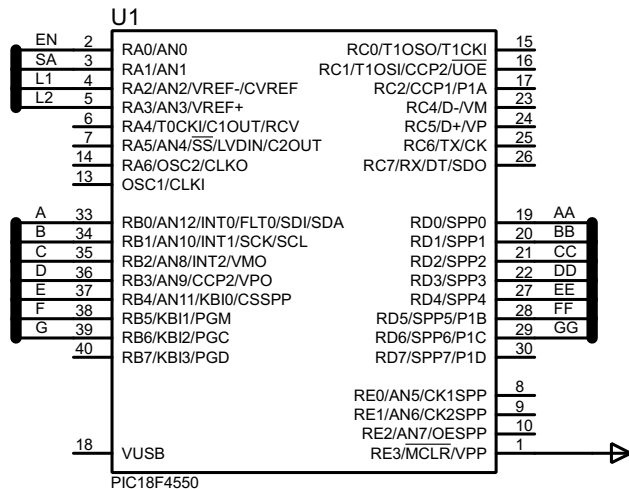 U1
EN 2 RA0/AN0 RC0/T1OSO/T1CKI 15
SA 3 RA1/AN1 RC1/T1OSI/CCP2/UOE 16
L1 4 RA2/AN2/VREF-/CVREF RC2/CCP1/P1A 17
L2 5 RA3/AN3/VREF+ RC4/D-/VM 23
6 RA4/T0CKI/C1OUT/RCV RC5/D+/VP 24
7 RA5/AN4/SS/LVDIN/C2OUT RC6/TX/CK 25
14 RA6/OSC2/CLKO RC7/RX/DT/SDO 26
13 OSC1/CLKI
A 33 RB0/AN12/INT0/FLT0/SDI/SDA RD0/SPP0 19 AA
B 34 RB1/AN10/INT1/SCK/SCL RD1/SPP1 20 BB
C 35 RB2/AN8/INT2/VMO RD2/SPP2 21 CC
D 36 RB3/AN9/CCP2/VPO RD3/SPP3 22 DD
E 37 RB4/AN11/KBI0/CSSPP RD4/SPP4 27 EE
F 38 RB5/KBI1/PGM RD5/SPP5/P1B 28 FF
G 39 RB6/KBI2/PGC RD6/SPP6/P1C 29 GG
40 RB7/KBI3/PGD RD7/SPP7/P1D 30
RE0/AN5/CK1SPP 8
RE1/AN6/CK2SPP 9
RE2/AN7/OESPP 10
18 VUSB RE3/MCLR/VPP 1
PIC18F4550